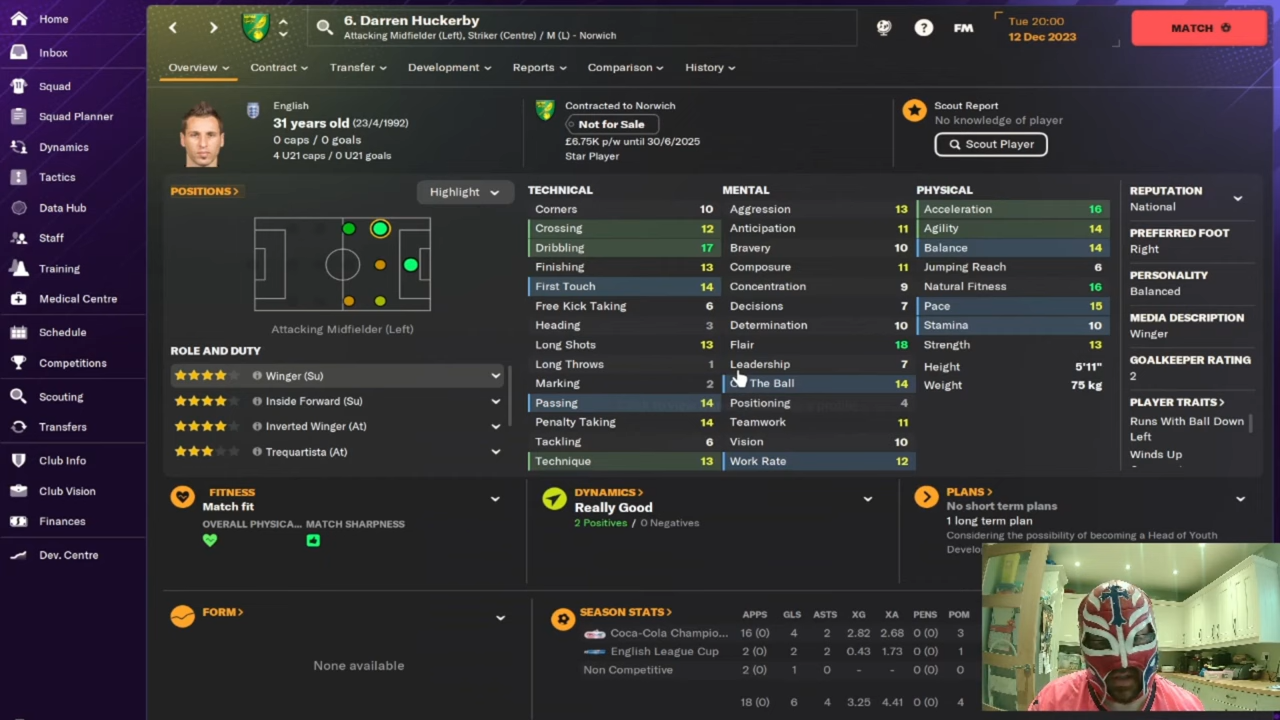 Home
Inbox
Squad
Squad Planner
Dynamics
Tactics
Data Hub
Staff
Training
Medical Centre
Schedule
Competitions
Scouting
Transfers
Club Info
Club Vision
Finances
Dev. Centre
6. Darren Huckerby
Attacking Midfielder (Left), Striker (Centre) / M (L) - Norwich
?
FM
Tue 20:00
12 Dec 2023
MATCH
Overview
Contract
Transfer
Development
Reports
Comparison
History
English
31 years old (23/4/1992)
0 caps / 0 goals
4 U21 caps / 0 U21 goals
Contracted to Norwich
Not for Sale
£6.75K p/w until 30/6/2025
Star Player
Scout Report
No knowledge of player
Scout Player
POSITIONS >
Highlight
Attacking Midfielder (Left)
ROLE AND DUTY
Winger (Su)
Inside Forward (Su)
Inverted Winger (At)
Trequartista (At)
TECHNICAL
Corners 10
Crossing 12
Dribbling 17
Finishing 13
First Touch 14
Free Kick Taking 6
Heading 3
Long Shots 13
Long Throws 1
Marking 2
Passing 14
Penalty Taking 14
Tackling 6
Technique 13
MENTAL
Aggression 13
Anticipation 11
Bravery 10
Composure 11
Concentration 9
Decisions 7
Determination 10
Flair 18
Leadership 7
The Ball 14
Positioning 4
Teamwork 11
Vision 10
Work Rate 12
PHYSICAL
Acceleration 16
Agility 14
Balance 14
Jumping Reach 6
Natural Fitness 16
Pace 15
Stamina 10
Strength 13
Height 5'11"
Weight 75 kg
REPUTATION
National
PREFERRED FOOT
Right
PERSONALITY
Balanced
MEDIA DESCRIPTION
Winger
GOALKEEPER RATING
2
PLAYER TRAITS >
Runs With Ball Down
Left
Winds Up
FITNESS
Match fit
OVERALL PHYSICA... MATCH SHARPNESS
DYNAMICS >
Really Good
2 Positives / 0 Negatives
PLANS >
No short term plans
1 long term plan
Considering the possibility of becoming a Head of Youth
Develo
FORM >
None available
SEASON STATS > APPS GLS ASTS XG XA PENS POM
Coca-Cola Champio... 16 (0) 4 2 2.82 2.68 0 (0) 3
English League Cup 2 (0) 2 2 0.43 1.73 0 (0) 1
Non Competitive 2 (0) 1 0 - - 0 (0) 0
18 (0) 6 4 3.25 4.41 0 (0) 4